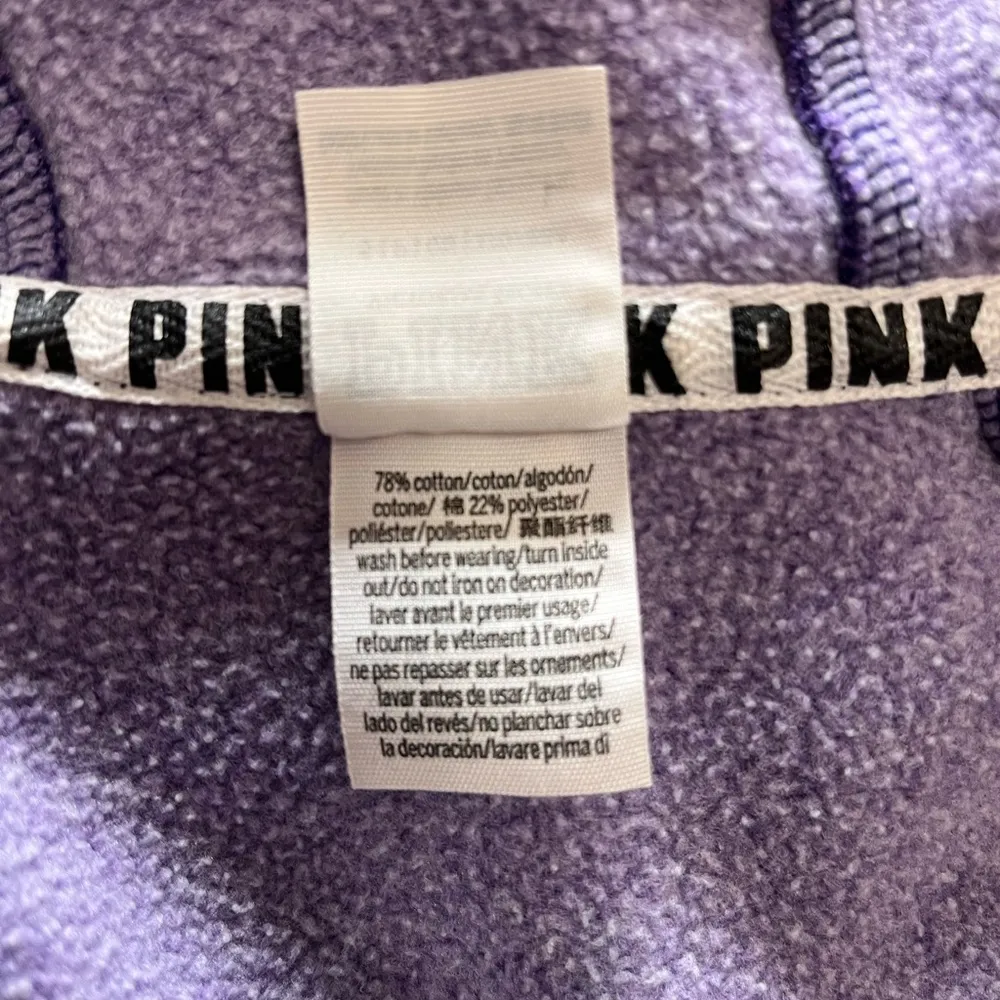 K PIN K PINK
78% cotton/coton/algodón/
cotone/ 棉 22% polyester/
poliéster/poliestere/ 聚酯纤维
wash before wearing/turn inside
out/do not iron on decoration/
laver avant le premier usage/
retourner le vêtement à l'envers/
ne pas repasser sur les ornements/
lavar antes de usar/lavar del
lado del revés/no planchar sobre
la decoración/lavare prima di